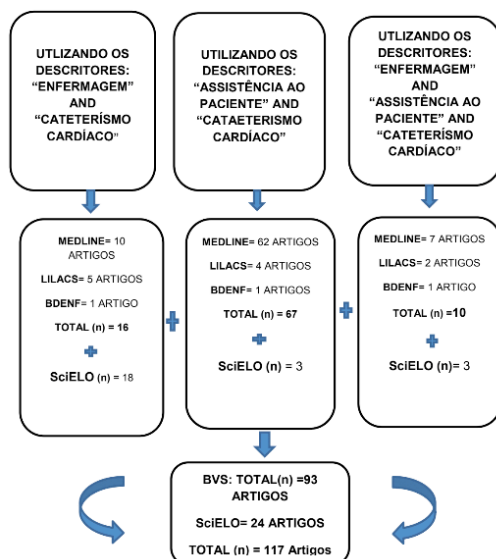 UTLIZANDO OS
DESCRITORES:
“ENFERMAGEM”
AND
“CATETERÍSMO
CARDÍACO”
UTLIZANDO OS
DESCRITORES:
“ASSISTÊNCIA AO
PACIENTE” AND
“CATAETERISMO
CARDÍACO”
UTLIZANDO OS
DESCRITORES:
“ENFERMAGEM”
AND
“ASSISTÊNCIA AO
PACIENTE” AND
“CATETERÍSMO
CARDÍACO”
MEDLINE= 10
ARTIGOS
LILACS= 5 ARTIGOS
BDENF= 1 ARTIGO
TOTAL (n) = 16
SciELO (n) = 18
MEDLINE= 62 ARTIGOS
LILACS= 4 ARTIGOS
BDENF= 1 ARTIGOS
TOTAL (n) = 67
SciELO (n) = 3
MEDLINE= 7 ARTIGOS
LILACS= 2 ARTIGOS
BDENF= 1 ARTIGO
TOTAL (n) =10
SciELO (n)= 3
BVS: TOTAL(n) =93
ARTIGOS
SciELO= 24 ARTIGOS
TOTAL (n) = 117 Artigos